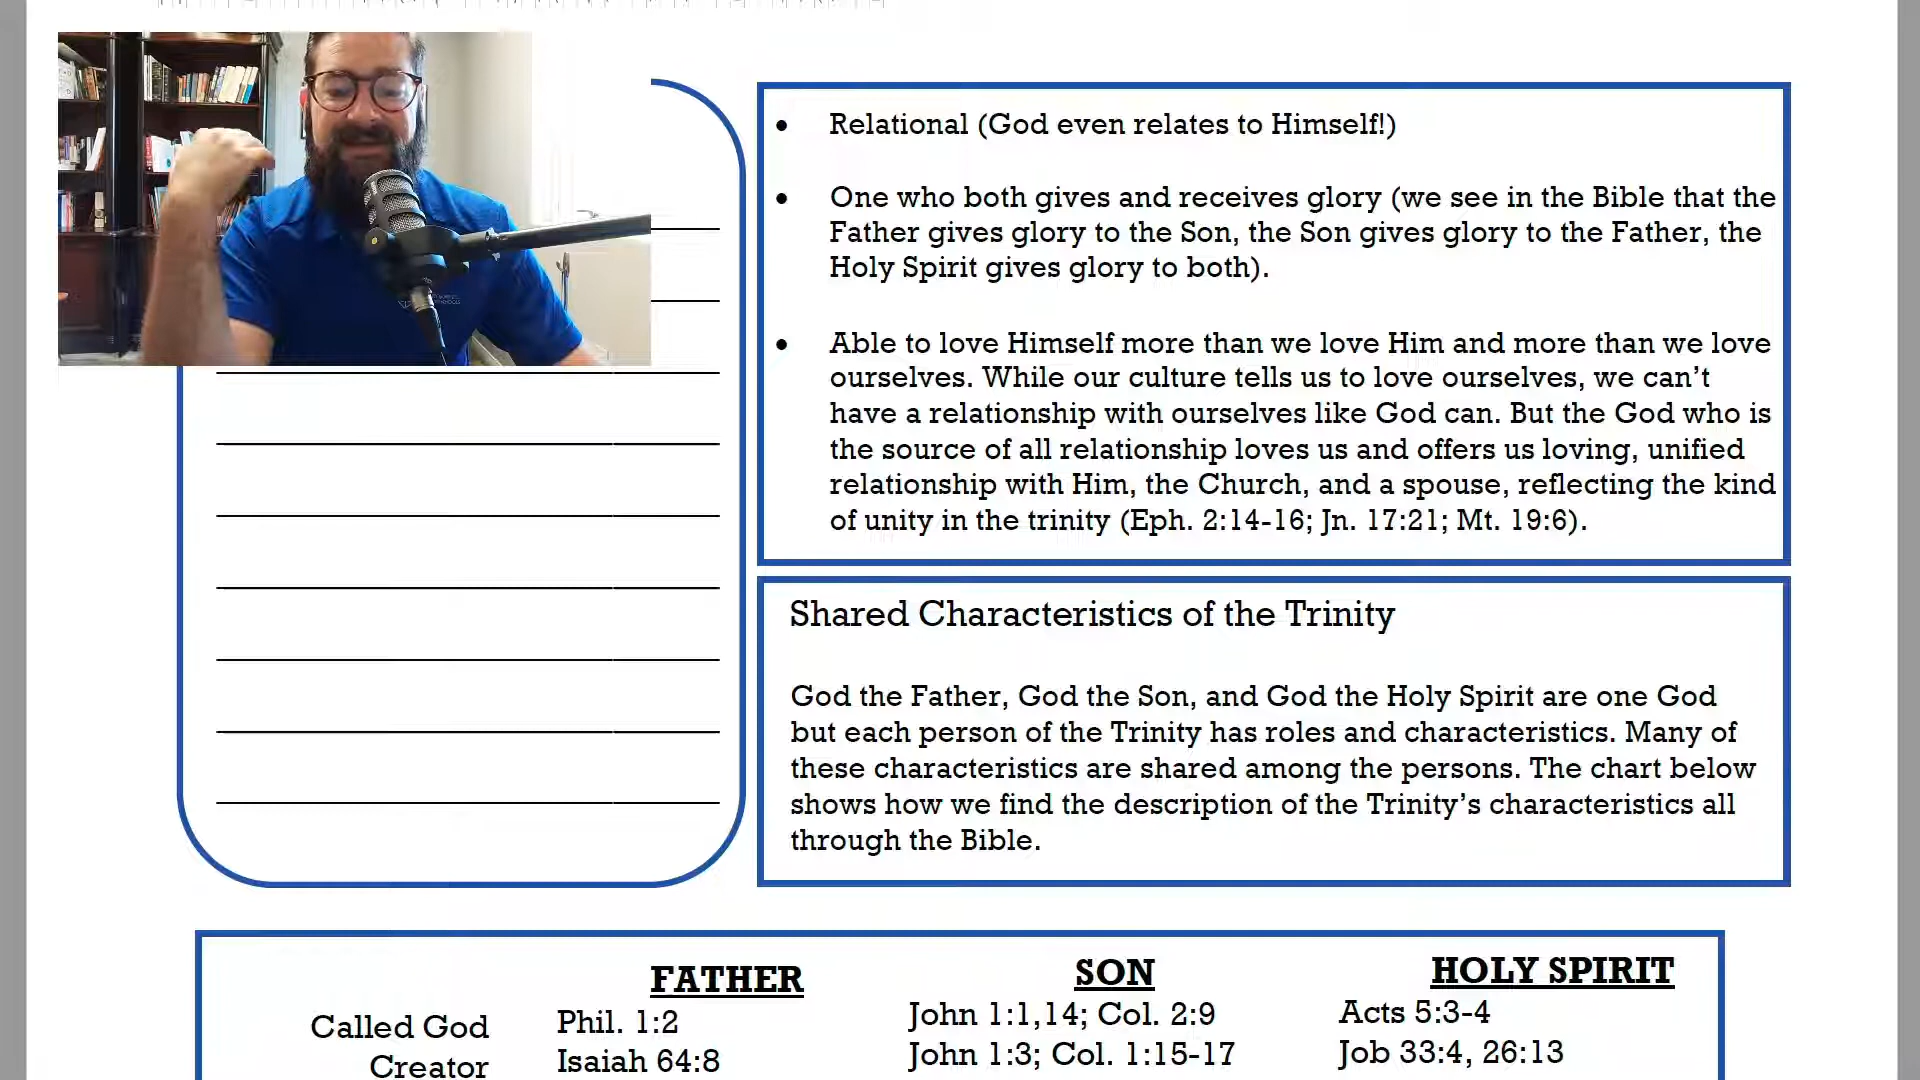 • Relational (God even relates to Himself!)
• One who both gives and receives glory (we see in the Bible that the
Father gives glory to the Son, the Son gives glory to the Father, the
Holy Spirit gives glory to both).
• Able to love Himself more than we love Him and more than we love
ourselves. While our culture tells us to love ourselves, we can’t
have a relationship with ourselves like God can. But the God who is
the source of all relationship loves us and offers us loving, unified
relationship with Him, the Church, and a spouse, reflecting the kind
of unity in the trinity (Eph. 2:14-16; Jn. 17:21; Mt. 19:6).
Shared Characteristics of the Trinity
God the Father, God the Son, and God the Holy Spirit are one God
but each person of the Trinity has roles and characteristics. Many of
these characteristics are shared among the persons. The chart below
shows how we find the description of the Trinity’s characteristics all
through the Bible.
FATHER SON HOLY SPIRIT
Called God Phil. 1:2 John 1:1,14; Col. 2:9 Acts 5:3-4
Creator Isaiah 64:8 John 1:3; Col. 1:15-17 Job 33:4, 26:13